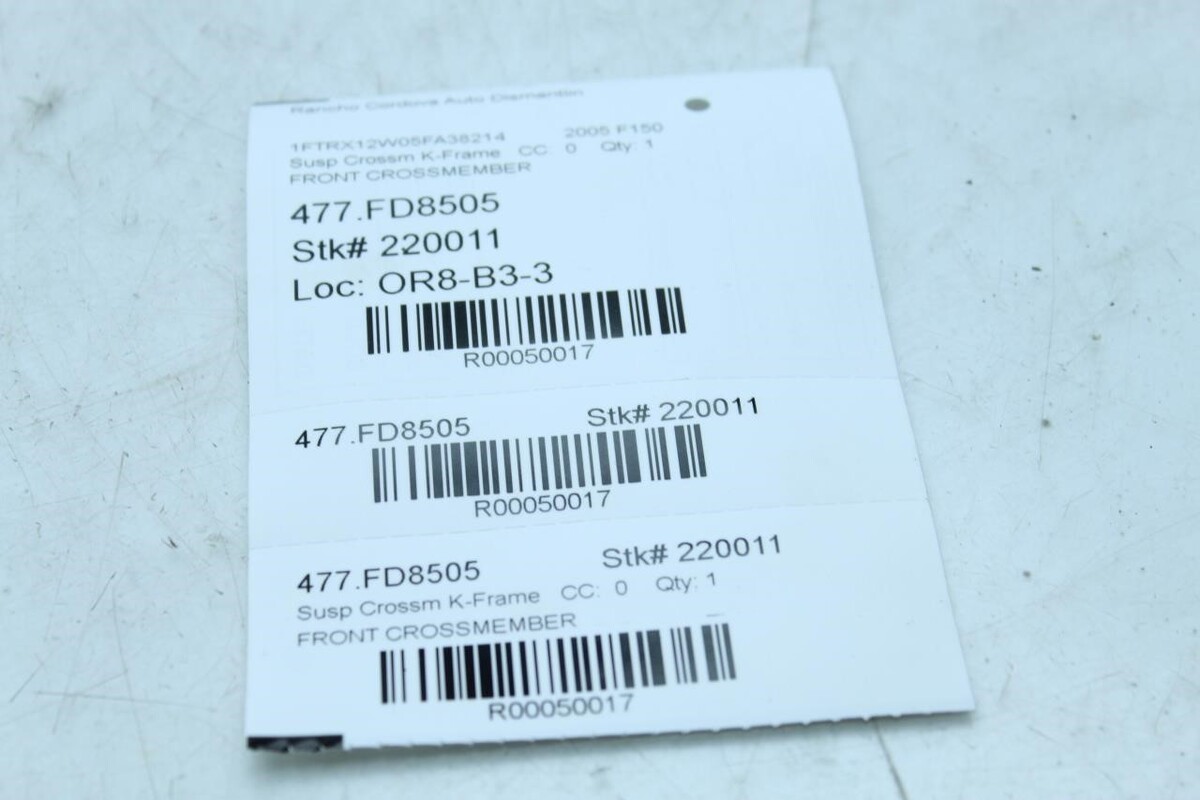 Rancho Cordova Auto Dismantlin
1FTRX12W05FA38214 2005 F150
Susp Crossm K-Frame CC: 0 Qty: 1
FRONT CROSSMEMBER
477.FD8505
Stk# 220011
Loc: OR8-B3-3
R00050017
477.FD8505 Stk# 220011
R00050017
477.FD8505 Stk# 220011
Susp Crossm K-Frame CC: 0 Qty: 1
FRONT CROSSMEMBER
R00050017